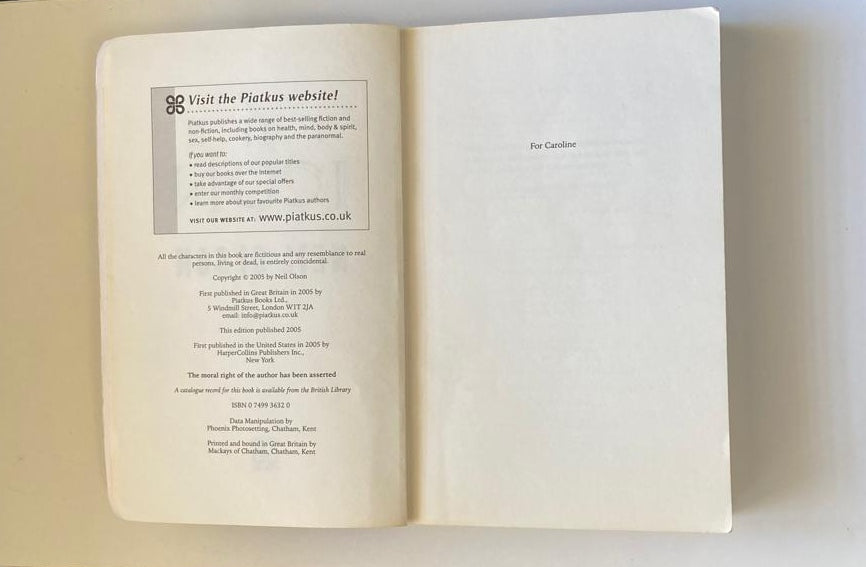 Visit the Piatkus website!
Piatkus publishes a wide range of best-selling fiction and
non-fiction, including books on health, mind, body & spirit,
sex, self-help, cookery, biography and the paranormal.
If you want to:
• read descriptions of our popular titles
• buy our books over the internet
• take advantage of our special offers
• enter our monthly competition
• learn more about your favourite Piatkus authors
VISIT OUR WEBSITE AT: www.piatkus.co.uk
All the characters in this book are fictitious and any resemblance to real
persons, living or dead, is entirely coincidental.
Copyright © 2005 by Neil Olson
First published in Great Britain in 2005 by
Piatkus Books Ltd.,
5 Windmill Street, London W1T 2JA
email: info@piatkus.co.uk
This edition published 2005
First published in the United States in 2005 by
HarperCollins Publishers Inc.,
New York
The moral right of the author has been asserted
A catalogue record for this book is available from the British Library
ISBN 0 7499 3632 0
Data Manipulation by
Phoenix Photosetting, Chatham, Kent
Printed and bound in Great Britain by
Mackays of Chatham, Chatham, Kent
For Caroline